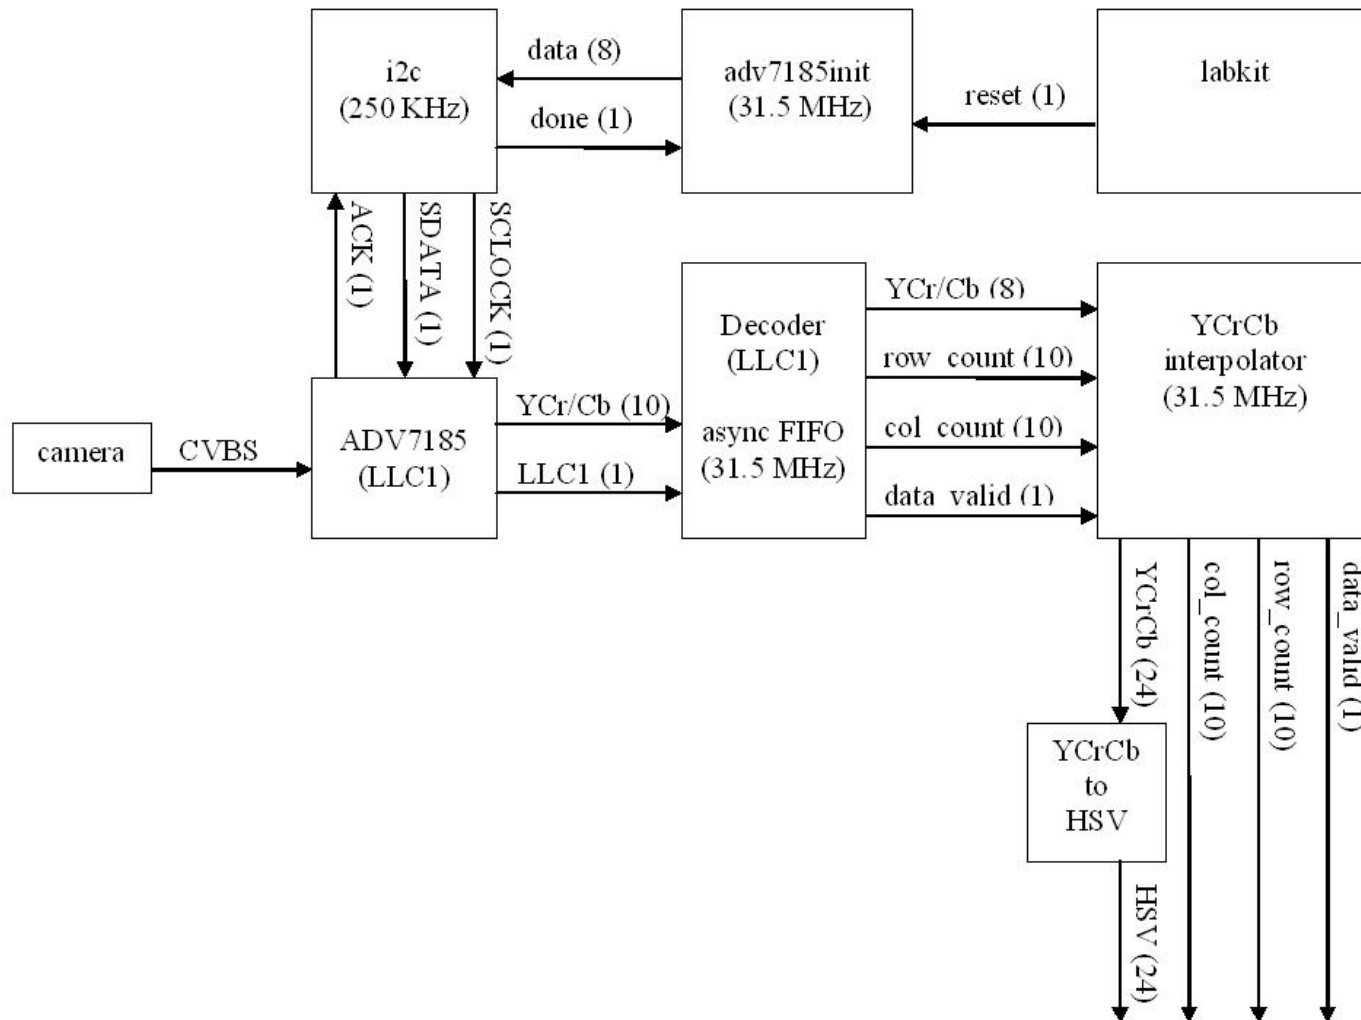 i2c
(250 KHz)
data (8)
done (1)
adv7185init
(31.5 MHz)
reset (1)
labkit
ACK (1)
SDATA (1)
SCLOCK (1)
camera
CVBS
ADV7185
(LLC1)
YCr/Cb (10)
LLC1 (1)
Decoder
(LLC1)
async FIFO
(31.5 MHz)
YCr/Cb (8)
row_count (10)
col_count (10)
data_valid (1)
YCrCb
interpolator
(31.5 MHz)
YCrCb (24)
col_count (10)
row_count (10)
data_valid (1)
YCrCb
to
HSV
HSV (24)